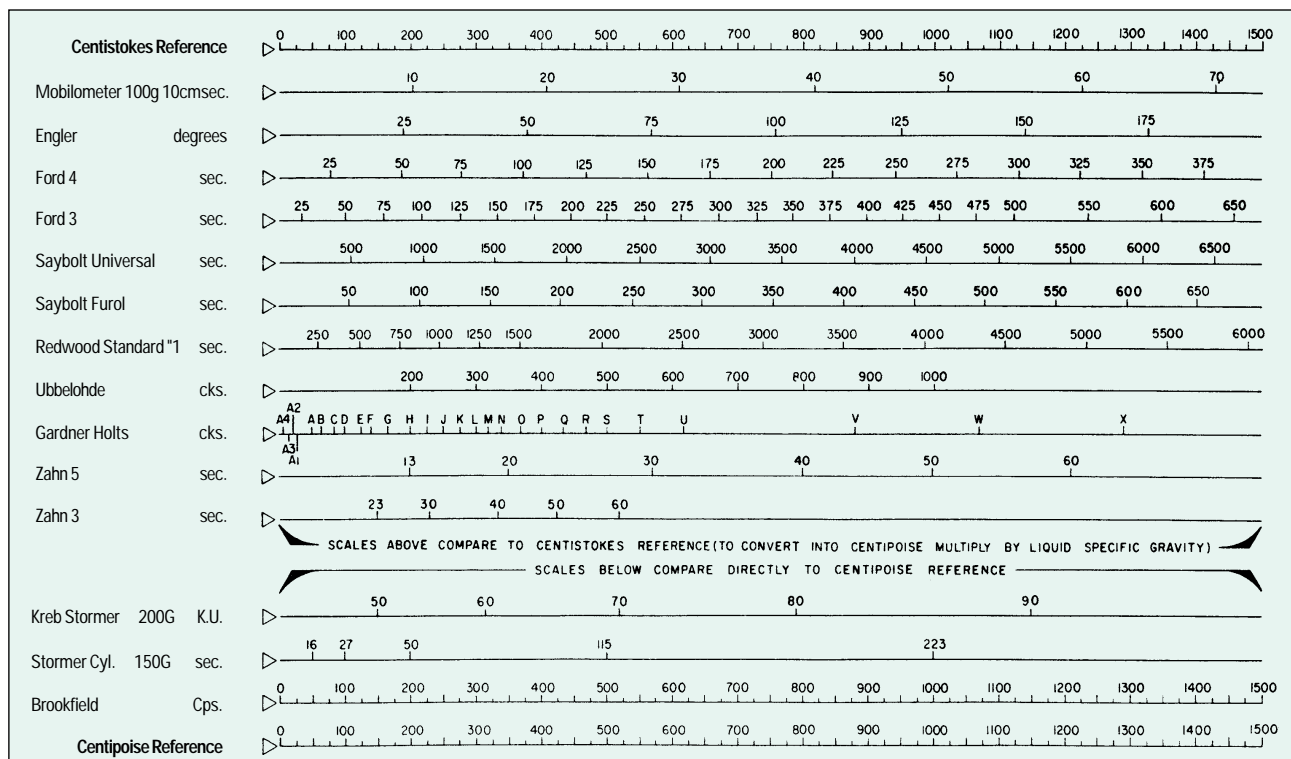 Centistokes Reference 0 100 200 300 400 500 600 700 800 900 1000 1100 1200 1300 1400 1500
Mobilometer 100g 10cmsec. 10 20 30 40 50 60 70
Engler degrees 25 50 75 100 125 150 175
Ford 4 sec. 25 50 75 100 125 150 175 200 225 250 275 300 325 350 375
Ford 3 sec. 25 50 75 100 125 150 175 200 225 250 275 300 325 350 375 400 425 450 475 500 550 600 650
Saybolt Universal sec. 500 1000 1500 2000 2500 3000 3500 4000 4500 5000 5500 6000 6500
Saybolt Furol sec. 50 100 150 200 250 300 350 400 450 500 550 600 650
Redwood Standard "1 sec. 250 500 750 1000 1250 1500 2000 2500 3000 3500 4000 4500 5000 5500 6000
Ubbelohde cks. 200 300 400 500 600 700 800 900 1000
A2
A4 A B C D E F G H I J K L M N O P Q R S T U V W X
Gardner Holts cks.
A3
A1
Zahn 5 sec. 13 20 30 40 50 60
Zahn 3 sec. 23 30 40 50 60
SCALES ABOVE COMPARE TO CENTISTOKES REFERENCE (TO CONVERT INTO CENTIPOISE MULTIPLY BY LIQUID SPECIFIC GRAVITY)
SCALES BELOW COMPARE DIRECTLY TO CENTIPOISE REFERENCE
Kreb Stormer 200G K.U. 50 60 70 80 90
Stormer Cyl. 150G sec. 16 27 50 115 223
Brookfield Cps. 0 100 200 300 400 500 600 700 800 900 1000 1100 1200 1300 1400 1500
Centipoise Reference 0 100 200 300 400 500 600 700 800 900 1000 1100 1200 1300 1400 1500